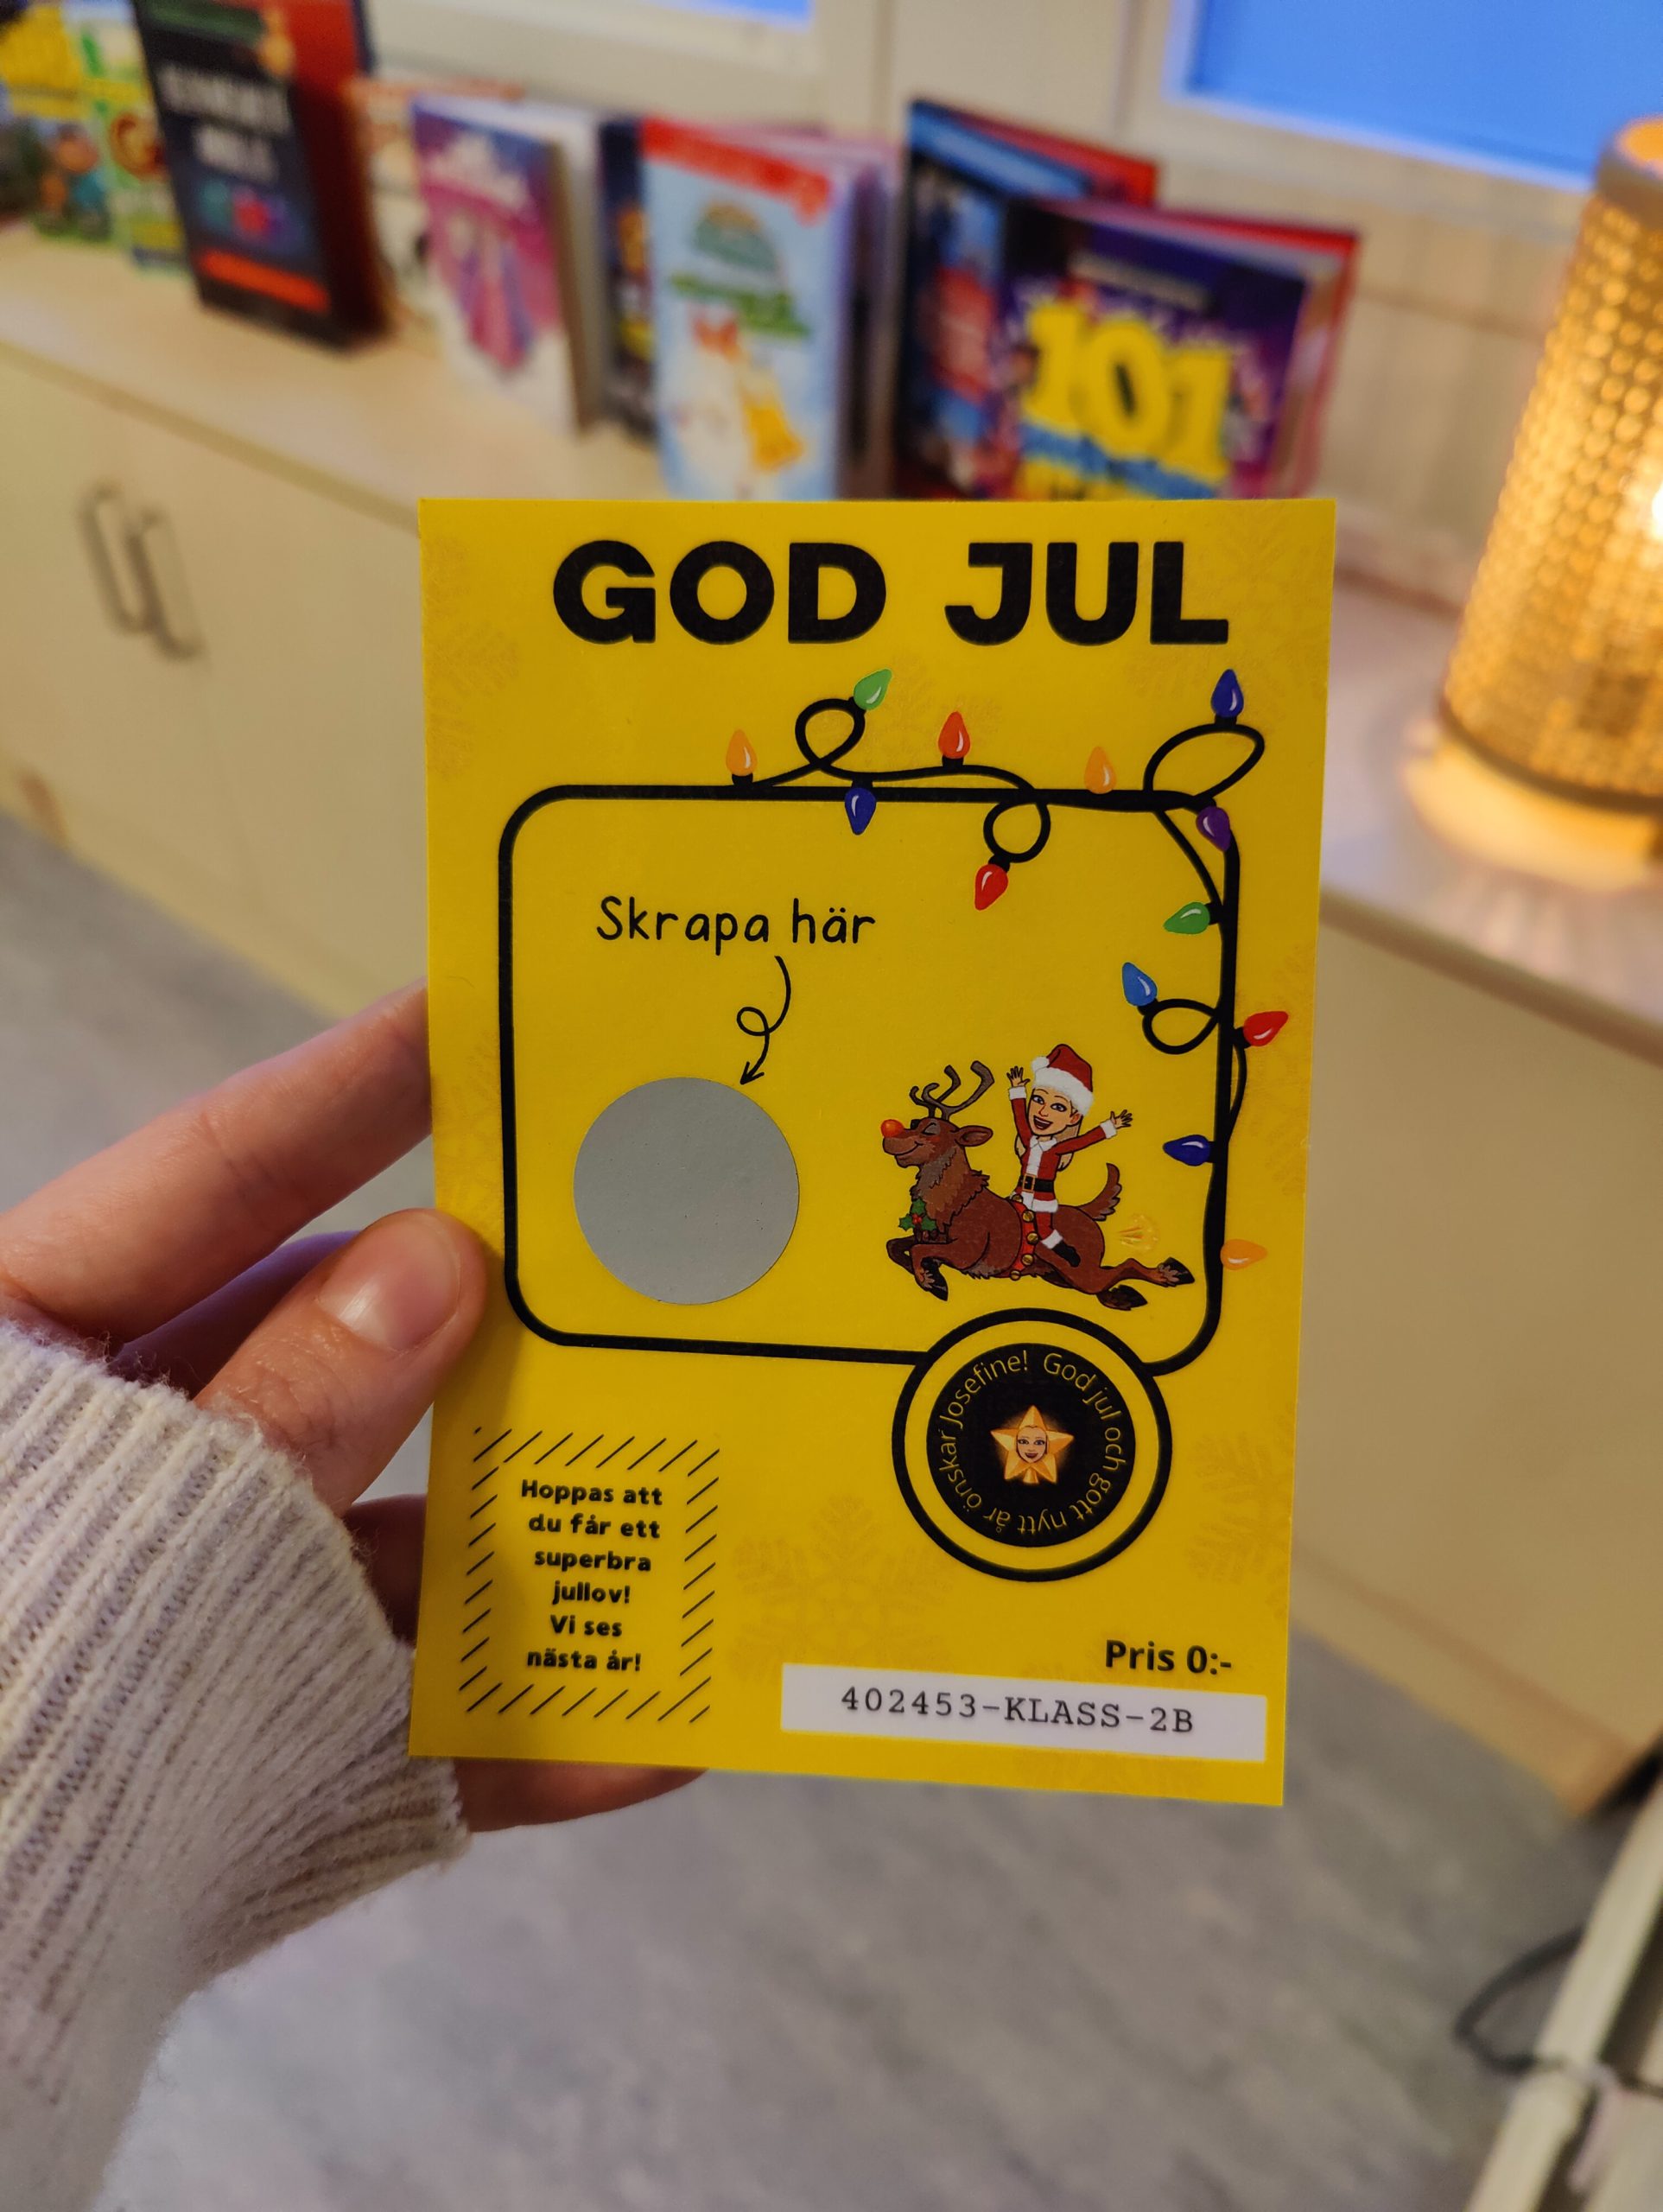 101
GOD JUL
Skrapa här
God jul och gott nytt år önskar Josefine!
Hoppas att
du får ett
superbra
jullov!
Vi ses
nästa år!
Pris 0:-
402453-KLASS-2B